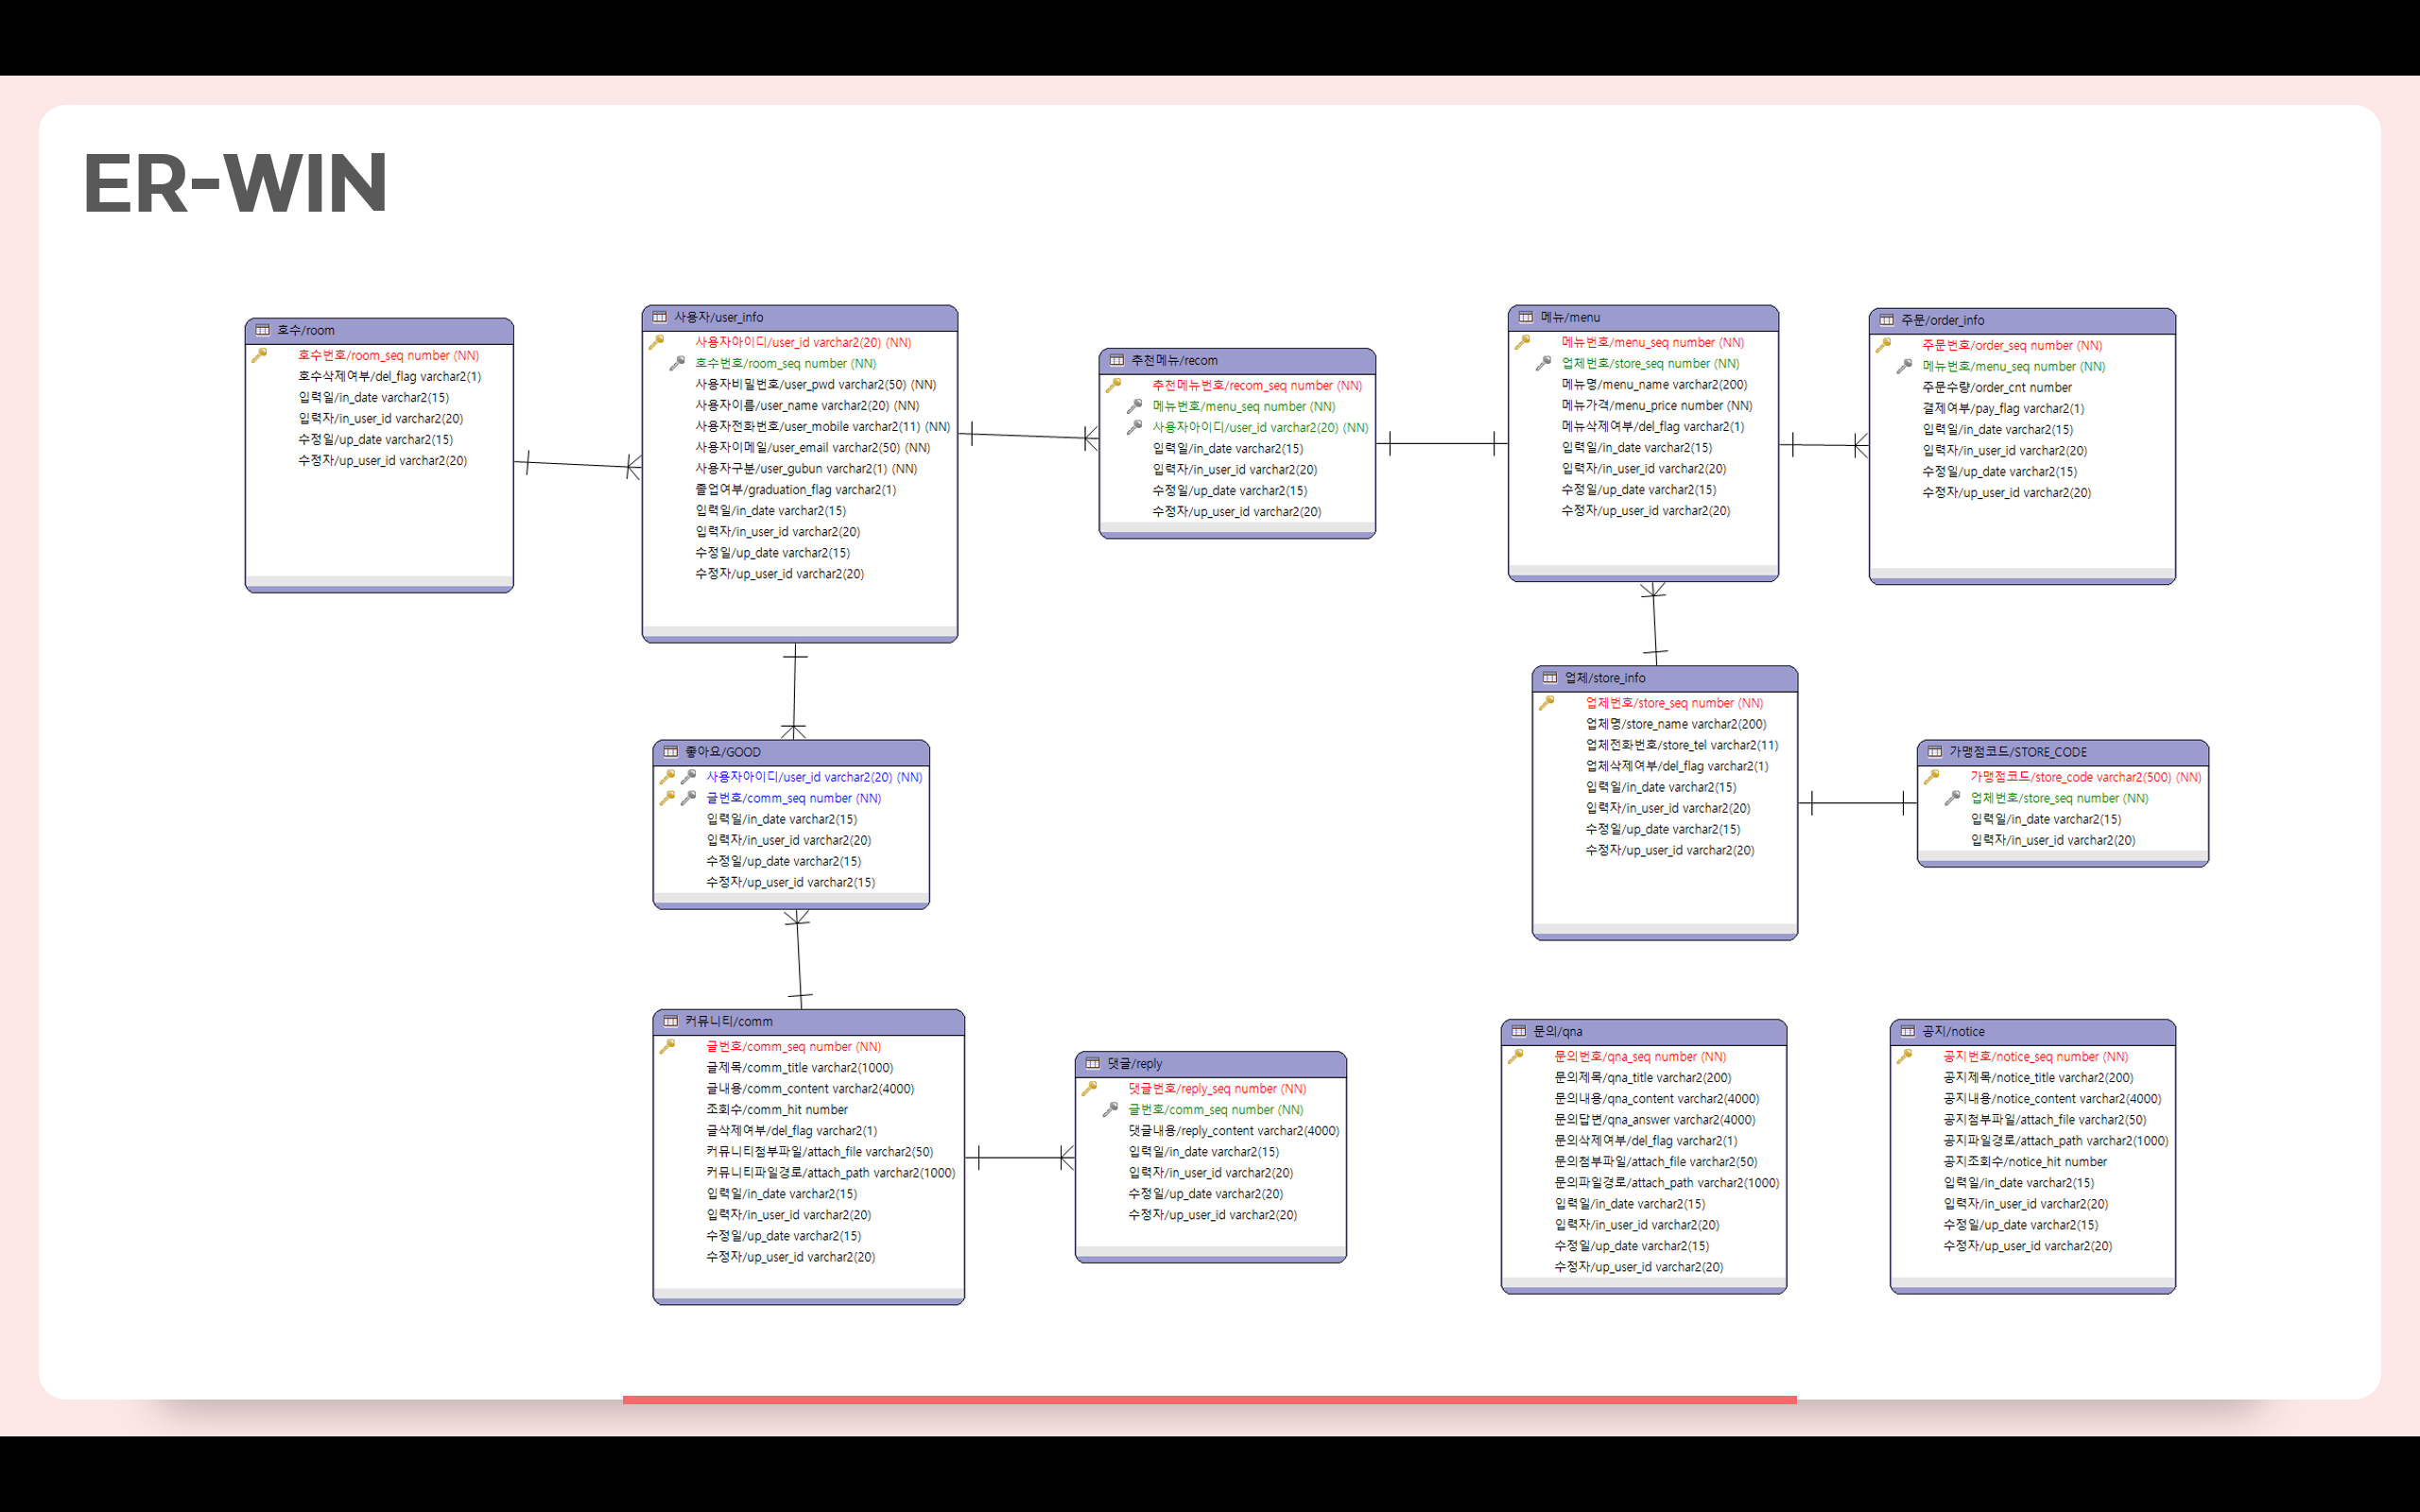 ER-WIN
호수/room
호수번호/room_seq number (NN)
호수삭제여부/del_flag varchar2(1)
입력일/in_date varchar2(15)
입력자/in_user_id varchar2(20)
수정일/up_date varchar2(15)
수정자/up_user_id varchar2(20)
사용자/user_info
사용자아이디/user_id varchar2(20) (NN)
호수번호/room_seq number (NN)
사용자비밀번호/user_pwd varchar2(50) (NN)
사용자이름/user_name varchar2(20) (NN)
사용자전화번호/user_mobile varchar2(11) (NN)
사용자이메일/user_email varchar2(50) (NN)
사용자구분/user_gubun varchar2(1) (NN)
졸업여부/graduation_flag varchar2(1)
입력일/in_date varchar2(15)
입력자/in_user_id varchar2(20)
수정일/up_date varchar2(15)
수정자/up_user_id varchar2(20)
추천메뉴/recom
추천메뉴번호/recom_seq number (NN)
메뉴번호/menu_seq number (NN)
사용자아이디/user_id varchar2(20) (NN)
입력일/in_date varchar2(15)
입력자/in_user_id varchar2(20)
수정일/up_date varchar2(15)
수정자/up_user_id varchar2(20)
메뉴/menu
메뉴번호/menu_seq number (NN)
업체번호/store_seq number (NN)
메뉴명/menu_name varchar2(200)
메뉴가격/menu_price number (NN)
메뉴삭제여부/del_flag varchar2(1)
입력일/in_date varchar2(15)
입력자/in_user_id varchar2(20)
수정일/up_date varchar2(15)
수정자/up_user_id varchar2(20)
주문/order_info
주문번호/order_seq number (NN)
메뉴번호/menu_seq number (NN)
주문수량/order_cnt number
결제여부/pay_flag varchar2(1)
입력일/in_date varchar2(15)
입력자/in_user_id varchar2(20)
수정일/up_date varchar2(15)
수정자/up_user_id varchar2(20)
좋아요/GOOD
사용자아이디/user_id varchar2(20) (NN)
글번호/comm_seq number (NN)
입력일/in_date varchar2(15)
입력자/in_user_id varchar2(20)
수정일/up_date varchar2(15)
수정자/up_user_id varchar2(15)
업체/store_info
업체번호/store_seq number (NN)
업체명/store_name varchar2(200)
업체전화번호/store_tel varchar2(11)
업체삭제여부/del_flag varchar2(1)
입력일/in_date varchar2(15)
입력자/in_user_id varchar2(20)
수정일/up_date varchar2(15)
수정자/up_user_id varchar2(20)
가맹점코드/STORE_CODE
가맹점코드/store_code varchar2(500) (NN)
업체번호/store_seq number (NN)
입력일/in_date varchar2(15)
입력자/in_user_id varchar2(20)
커뮤니티/comm
글번호/comm_seq number (NN)
글제목/comm_title varchar2(1000)
글내용/comm_content varchar2(4000)
조회수/comm_hit number
글삭제여부/del_flag varchar2(1)
커뮤니티첨부파일/attach_file varchar2(50)
커뮤니티파일경로/attach_path varchar2(1000)
입력일/in_date varchar2(15)
입력자/in_user_id varchar2(20)
수정일/up_date varchar2(15)
수정자/up_user_id varchar2(20)
댓글/reply
댓글번호/reply_seq number (NN)
글번호/comm_seq number (NN)
댓글내용/reply_content varchar2(4000)
입력일/in_date varchar2(15)
입력자/in_user_id varchar2(20)
수정일/up_date varchar2(20)
수정자/up_user_id varchar2(20)
문의/qna
문의번호/qna_seq number (NN)
문의제목/qna_title varchar2(200)
문의내용/qna_content varchar2(4000)
문의답변/qna_answer varchar2(4000)
문의삭제여부/del_flag varchar2(1)
문의첨부파일/attach_file varchar2(50)
문의파일경로/attach_path varchar2(1000)
입력일/in_date varchar2(15)
입력자/in_user_id varchar2(20)
수정일/up_date varchar2(15)
수정자/up_user_id varchar2(20)
공지/notice
공지번호/notice_seq number (NN)
공지제목/notice_title varchar2(200)
공지내용/notice_content varchar2(4000)
공지첨부파일/attach_file varchar2(50)
공지파일경로/attach_path varchar2(1000)
공지조회수/notice_hit number
입력일/in_date varchar2(15)
입력자/in_user_id varchar2(20)
수정일/up_date varchar2(15)
수정자/up_user_id varchar2(20)